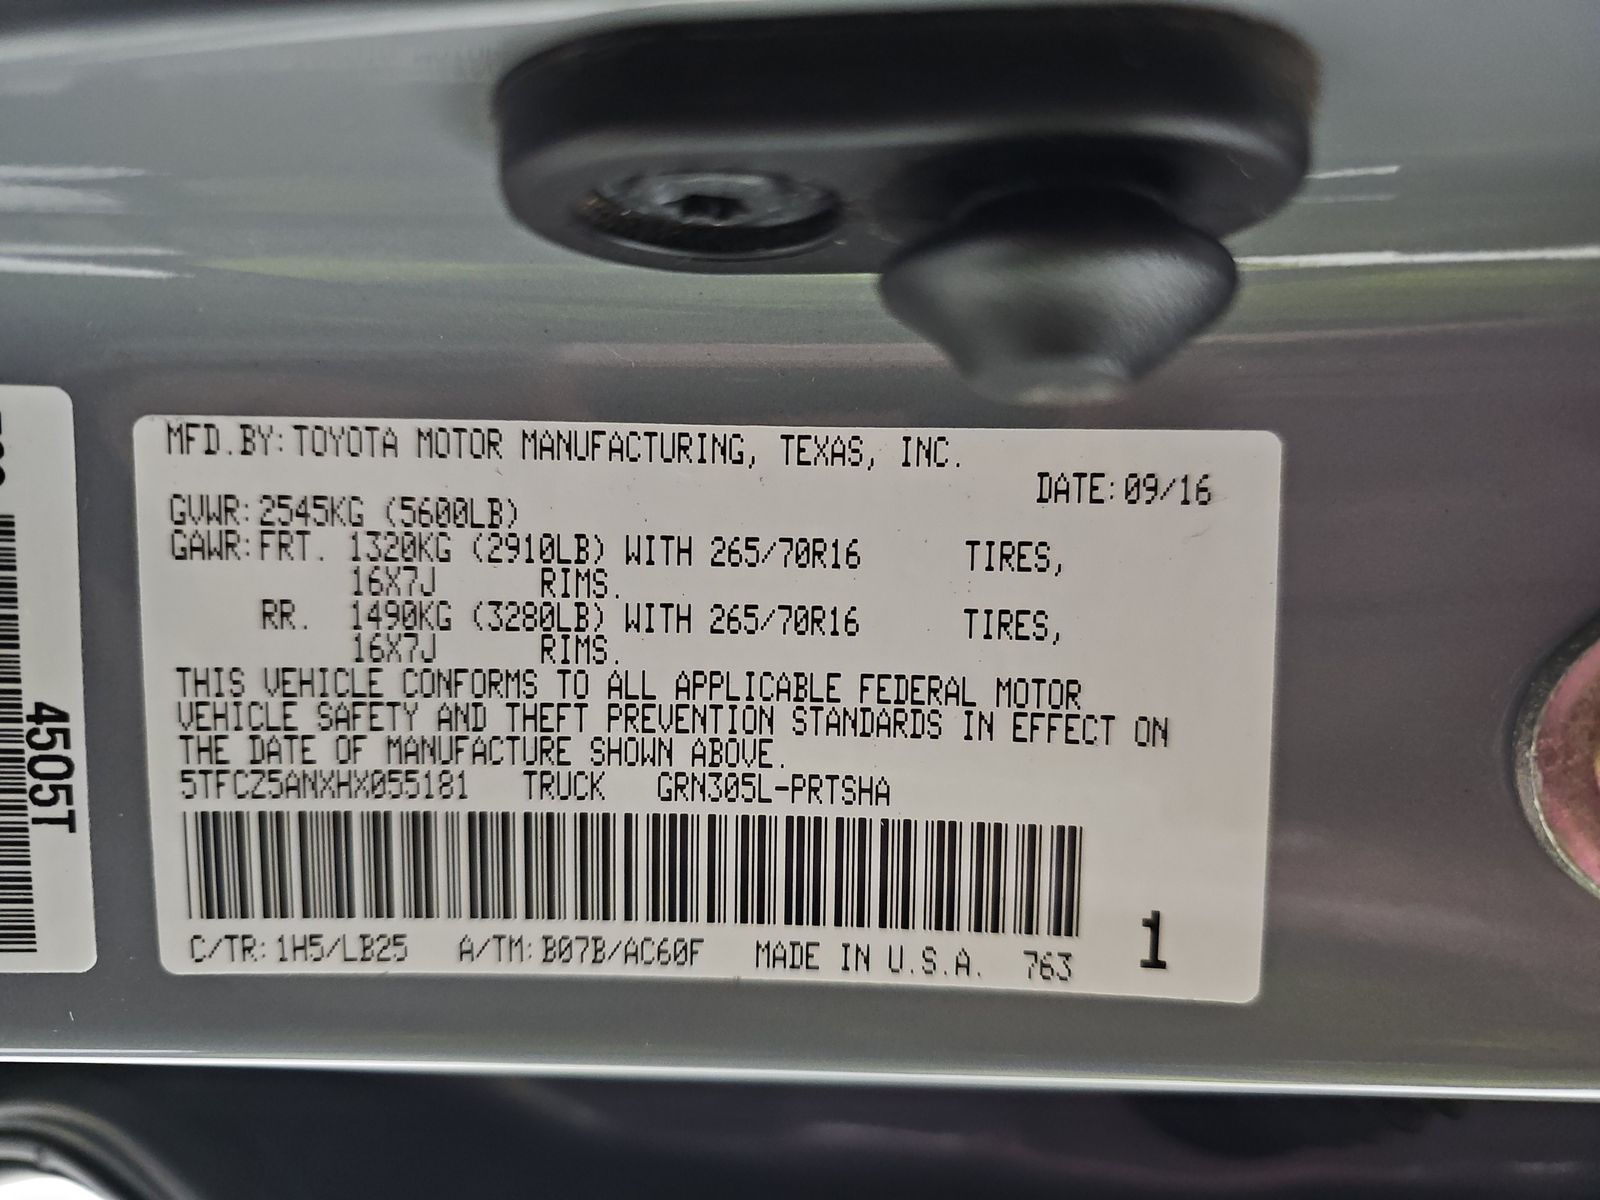 MFD.BY:TOYOTA MOTOR MANUFACTURING, TEXAS, INC.
DATE:09/16
GVWR:2545KG (5600LB)
GAWR:FRT. 1320KG (2910LB) WITH 265/70R16 TIRES,
16X7J RIMS.
RR. 1490KG (3280LB) WITH 265/70R16 TIRES,
16X7J RIMS.
THIS VEHICLE CONFORMS TO ALL APPLICABLE FEDERAL MOTOR
VEHICLE SAFETY AND THEFT PREVENTION STANDARDS IN EFFECT ON
THE DATE OF MANUFACTURE SHOWN ABOVE.
5TFCZ5ANXHX055181 TRUCK GRN305L-PRTSHA
C/TR:1H5/LB25 A/TM:B07B/AC60F MADE IN U.S.A. 763
1
4505T